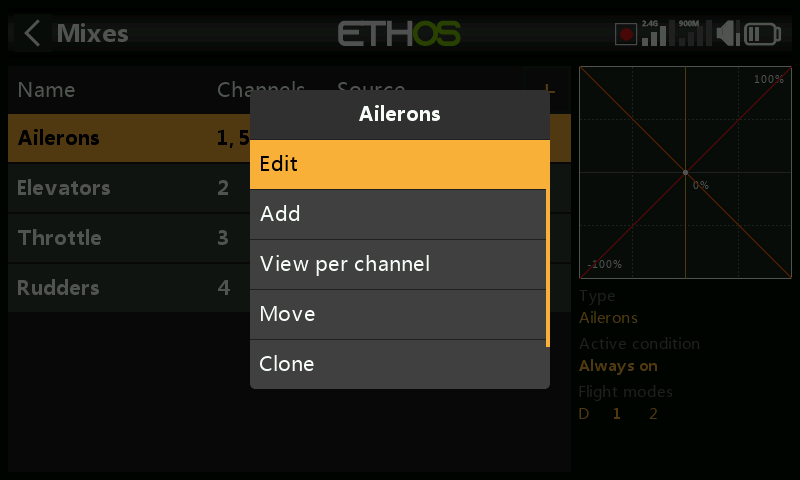 Mixes
ETHOS
2.4G
900M
Name
Channels
Source
+
100%
Ailerons
1, 5
Elevators
2
Throttle
3
Rudders
4
Ailerons
Edit
Add
View per channel
Move
Clone
0%
-100%
Type
Ailerons
Active condition
Always on
Flight modes
D 1 2